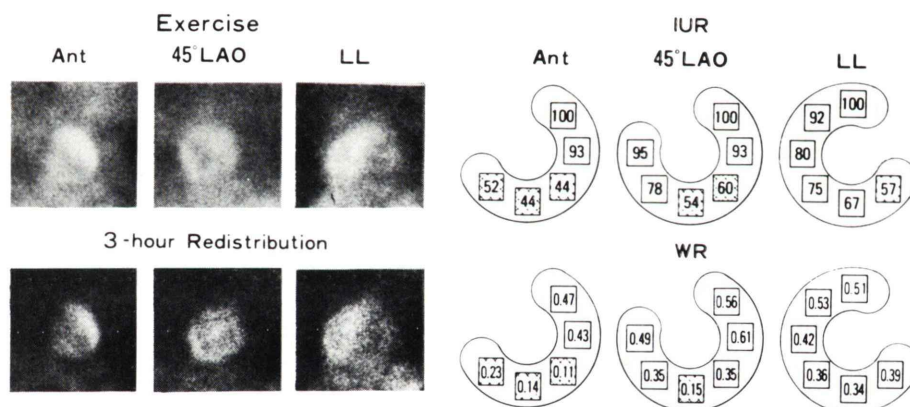 Exercise
Ant 45°LAO LL
3-hour Redistribution
IUR
Ant 45°LAO LL
100
93
52 44 44
100
95 93
78 54 60
100
92
80
75 67 57
WR
0.47
0.43
0.23 0.14 0.11
0.56
0.49 0.61
0.35 0.15 0.35
0.51
0.53
0.42
0.36 0.34 0.39